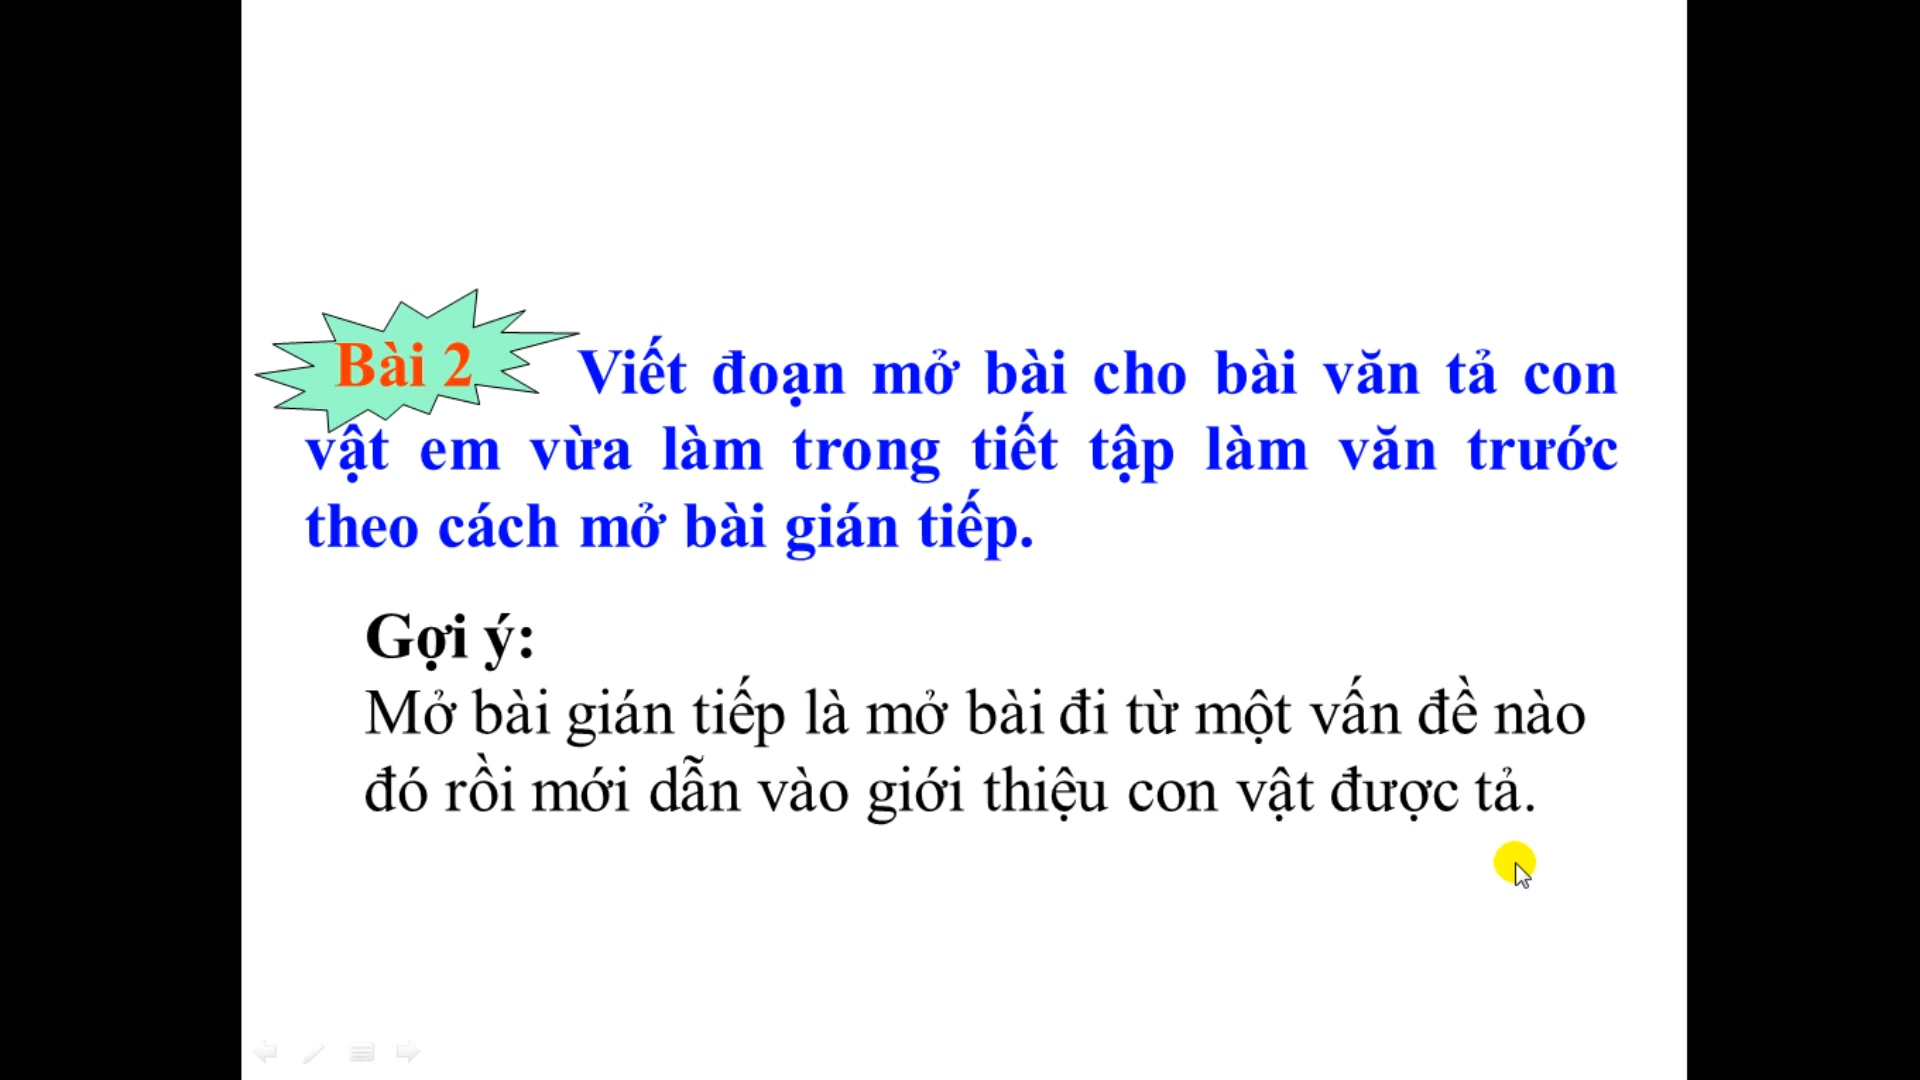 Bài 2
Viết đoạn mở bài cho bài văn tả con
vật em vừa làm trong tiết tập làm văn trước
theo cách mở bài gián tiếp.
Gợi ý:
Mở bài gián tiếp là mở bài đi từ một vấn đề nào
đó rồi mới dẫn vào giới thiệu con vật được tả.